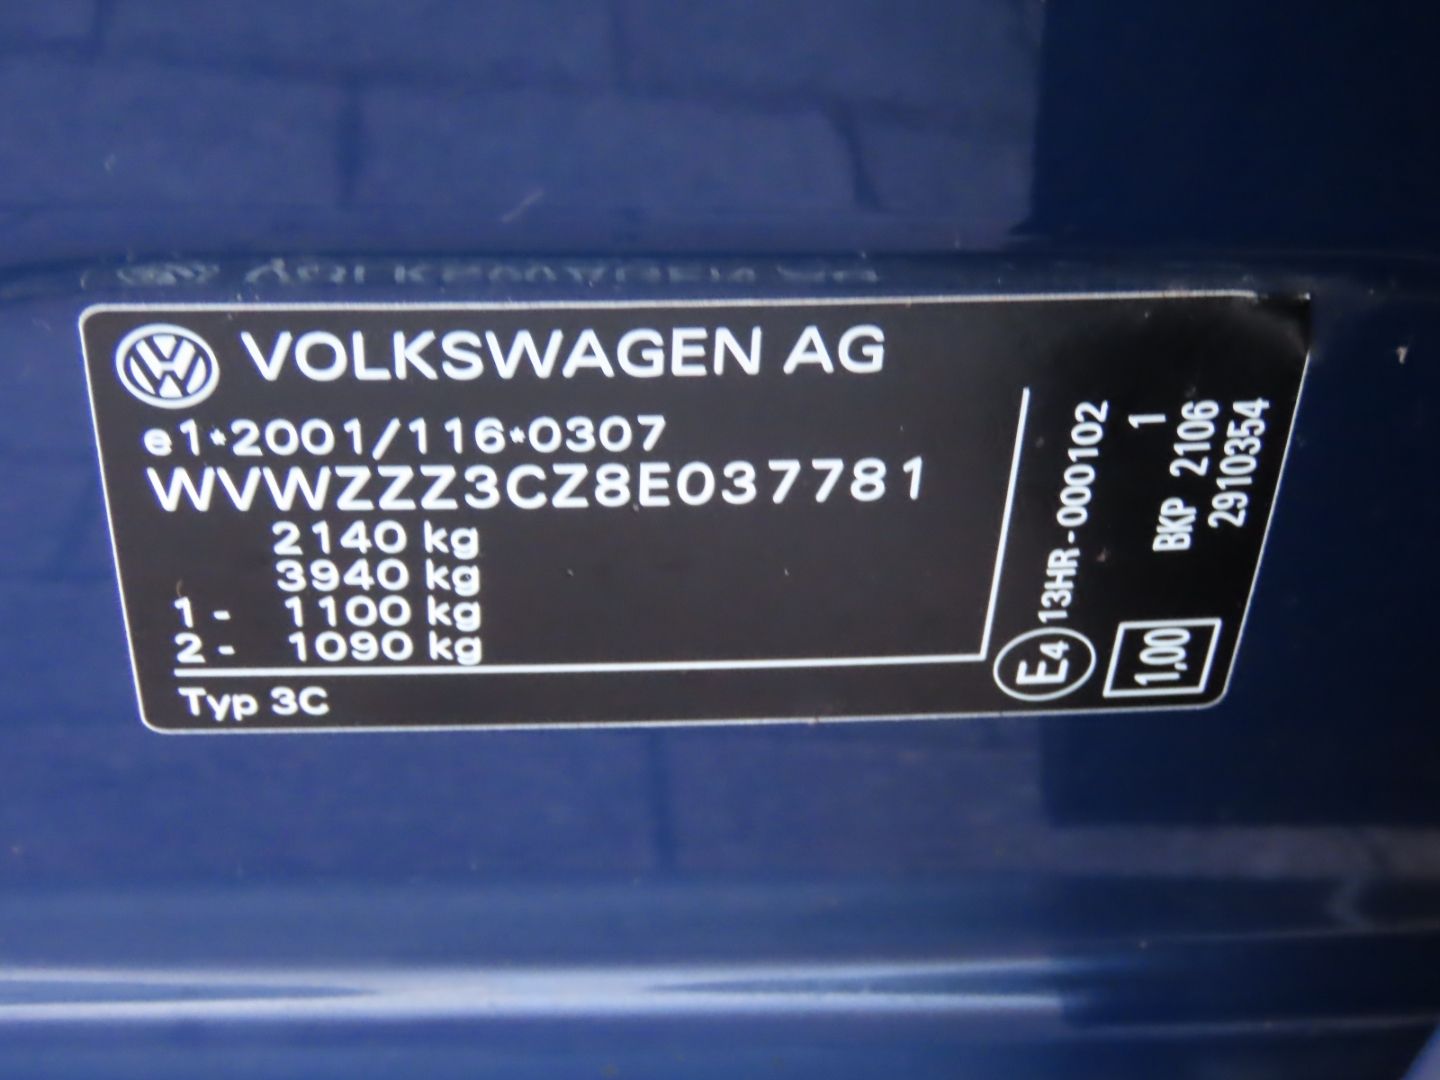 VOLKSWAGEN AG
e1*2001/116*0307
WVWZZZ3CZ8E037781
2140 kg
3940 kg
1 - 1100 kg
2 - 1090 kg
Typ 3C
E4 13HR-000102
1
BKP 2106
2910354
1,00